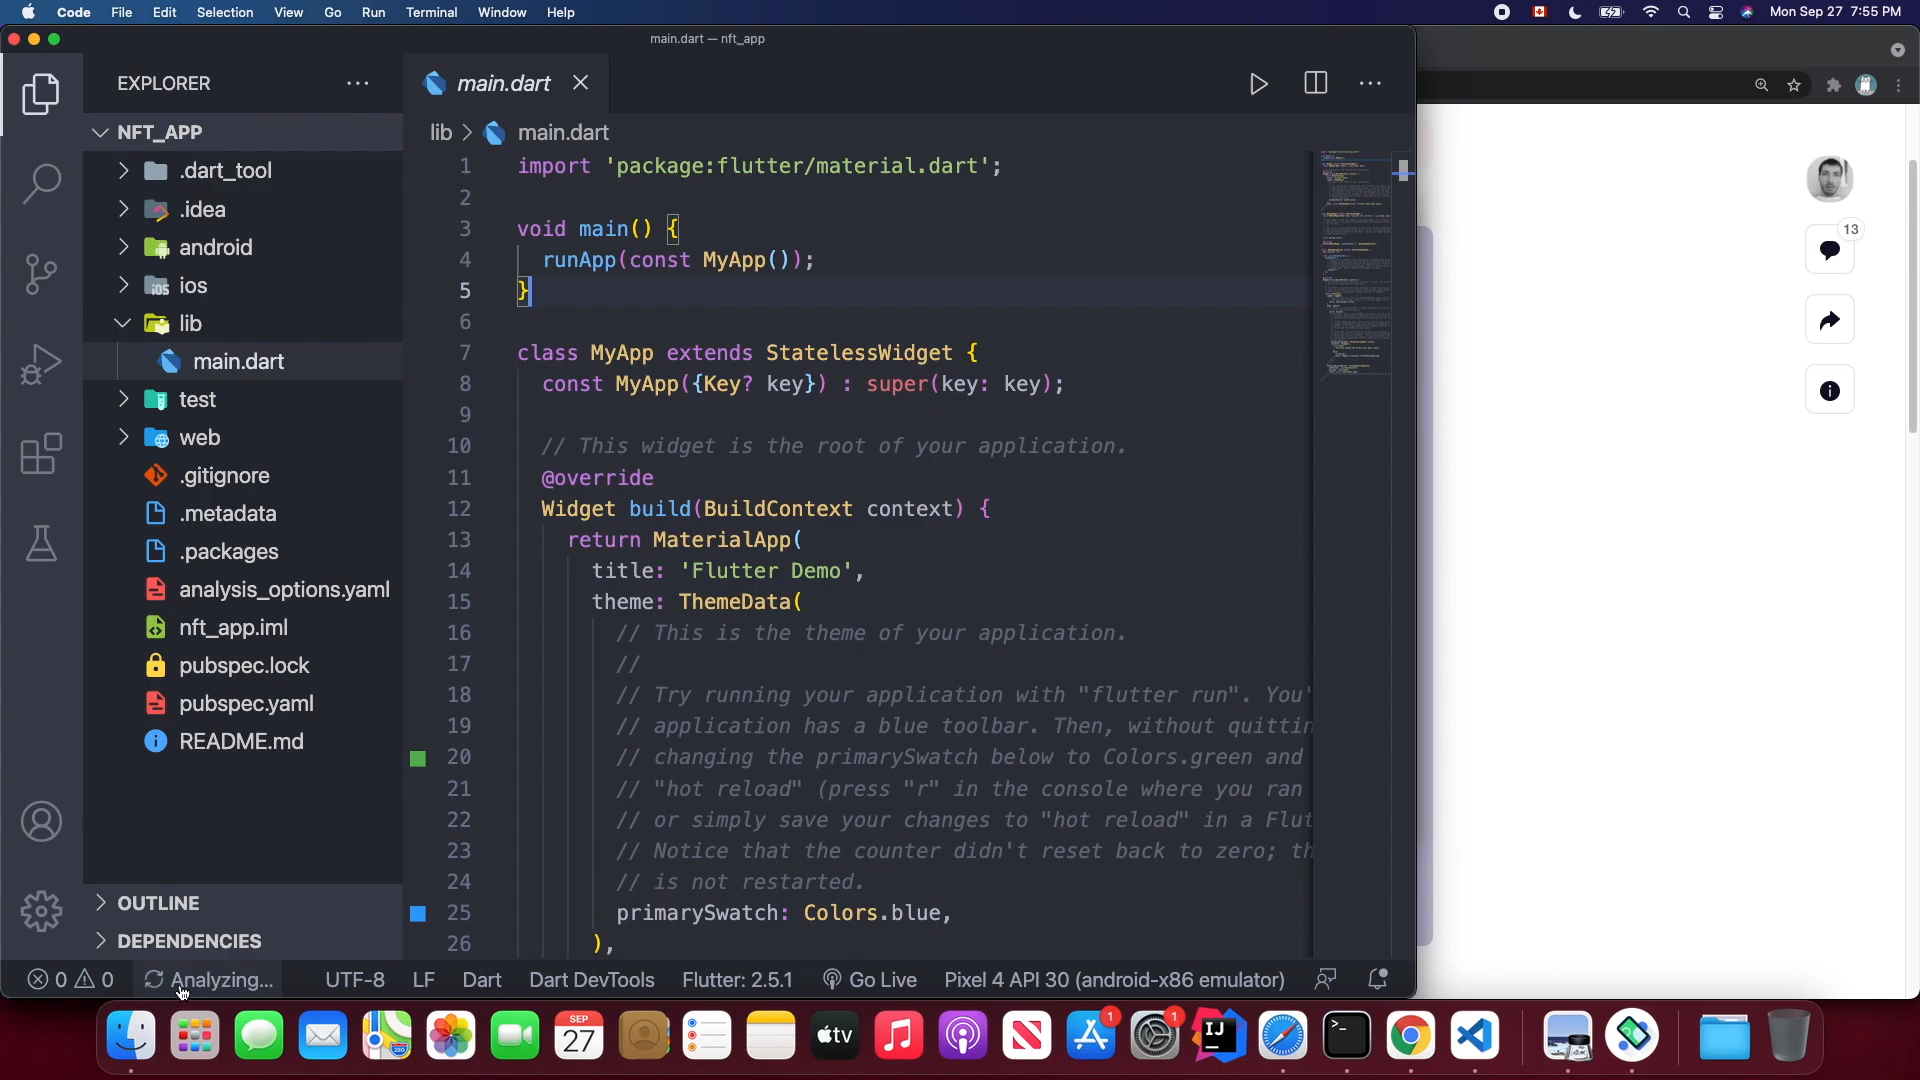 Code File Edit Selection View Go Run Terminal Window Help Mon Sep 27 7:55 PM
main.dart — nft_app
EXPLORER
NFT_APP
.dart_tool
.idea
android
ios
lib
main.dart
test
web
.gitignore
.metadata
.packages
analysis_options.yaml
nft_app.iml
pubspec.lock
pubspec.yaml
README.md
OUTLINE
DEPENDENCIES
main.dart
lib > main.dart
1 import 'package:flutter/material.dart';
2
3 void main() {
4 runApp(const MyApp());
5 }
6
7 class MyApp extends StatelessWidget {
8 const MyApp({Key? key}) : super(key: key);
9
10 // This widget is the root of your application.
11 @override
12 Widget build(BuildContext context) {
13 return MaterialApp(
14 title: 'Flutter Demo',
15 theme: ThemeData(
16 // This is the theme of your application.
17 //
18 // Try running your application with "flutter run". You'
19 // application has a blue toolbar. Then, without quittin
20 // changing the primarySwatch below to Colors.green and
21 // "hot reload" (press "r" in the console where you ran
22 // or simply save your changes to "hot reload" in a Flut
23 // Notice that the counter didn't reset back to zero; th
24 // is not restarted.
25 primarySwatch: Colors.blue,
26 ),
13
0 0 Analyzing... UTF-8 LF Dart Dart DevTools Flutter: 2.5.1 Go Live Pixel 4 API 30 (android-x86 emulator)
SEP
27
tv
1
1
IJ
>_